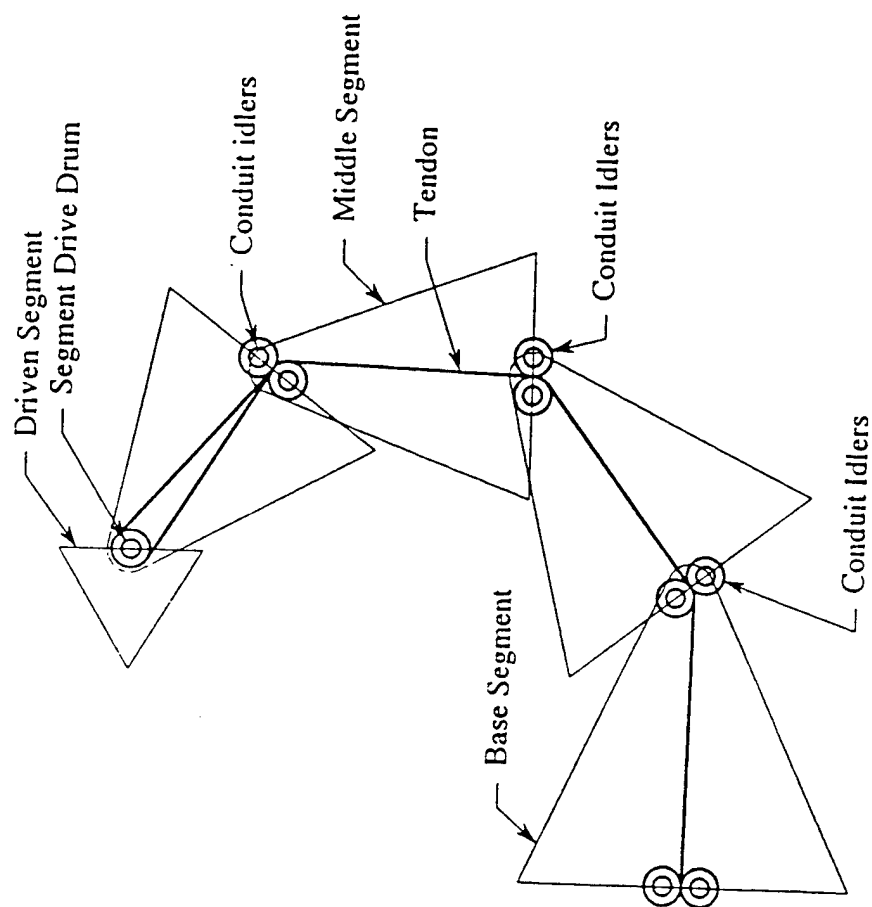 Driven Segment
Segment Drive Drum
Conduit idlers
Middle Segment
Tendon
Conduit Idlers
Conduit Idlers
Base Segment